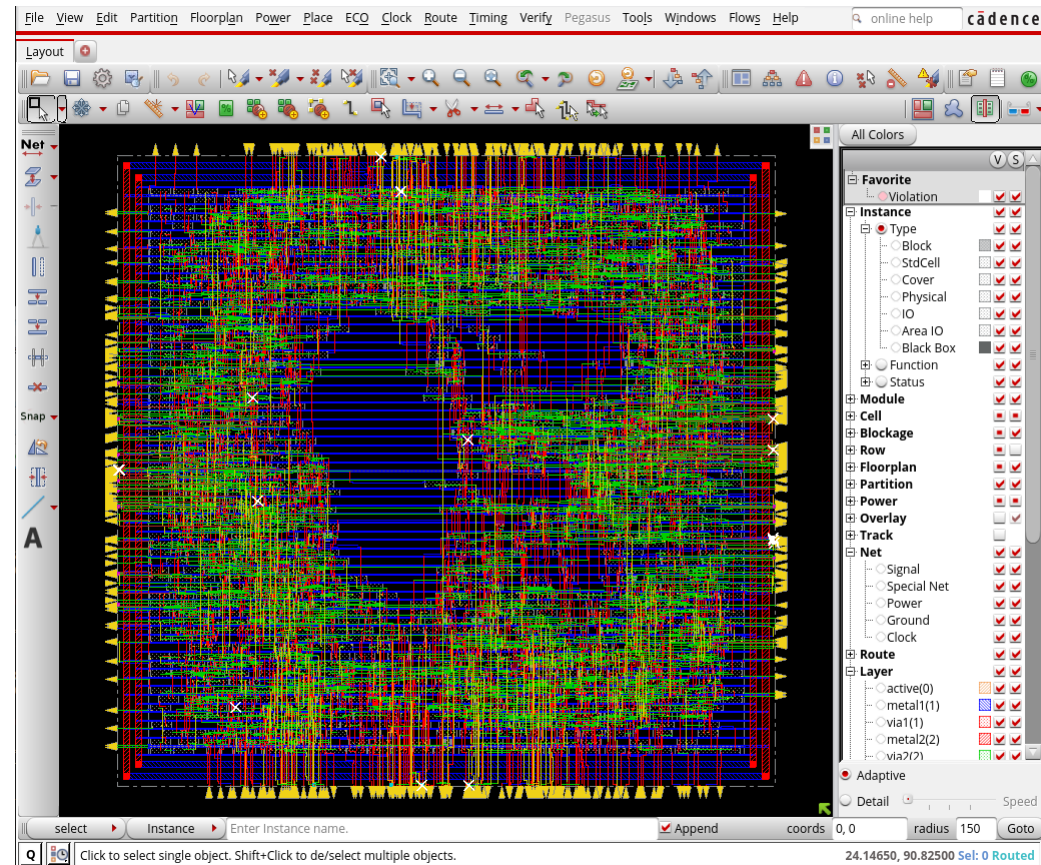 File View Edit Partition Floorplan Power Place ECO Clock Route Timing Verify Pegasus Tools Windows Flows Help online help cādence
Layout
All Colors
Net
V S
Favorite
Violation
Instance
Type
Block
StdCell
Cover
Physical
IO
Area IO
Black Box
Function
Status
Module
Snap
Cell
Blockage
Row
Floorplan
Partition
Power
Overlay
A
Track
Net
Signal
Special Net
Power
Ground
Clock
Route
Layer
active(0)
metal1(1)
via1(1)
metal2(2)
via2(2)
Adaptive
Detail Speed
select Instance Enter Instance name. Append coords 0, 0 radius 150 Goto
Q Click to select single object. Shift+Click to de/select multiple objects. 24.14650, 90.82500 Sel: 0 Routed